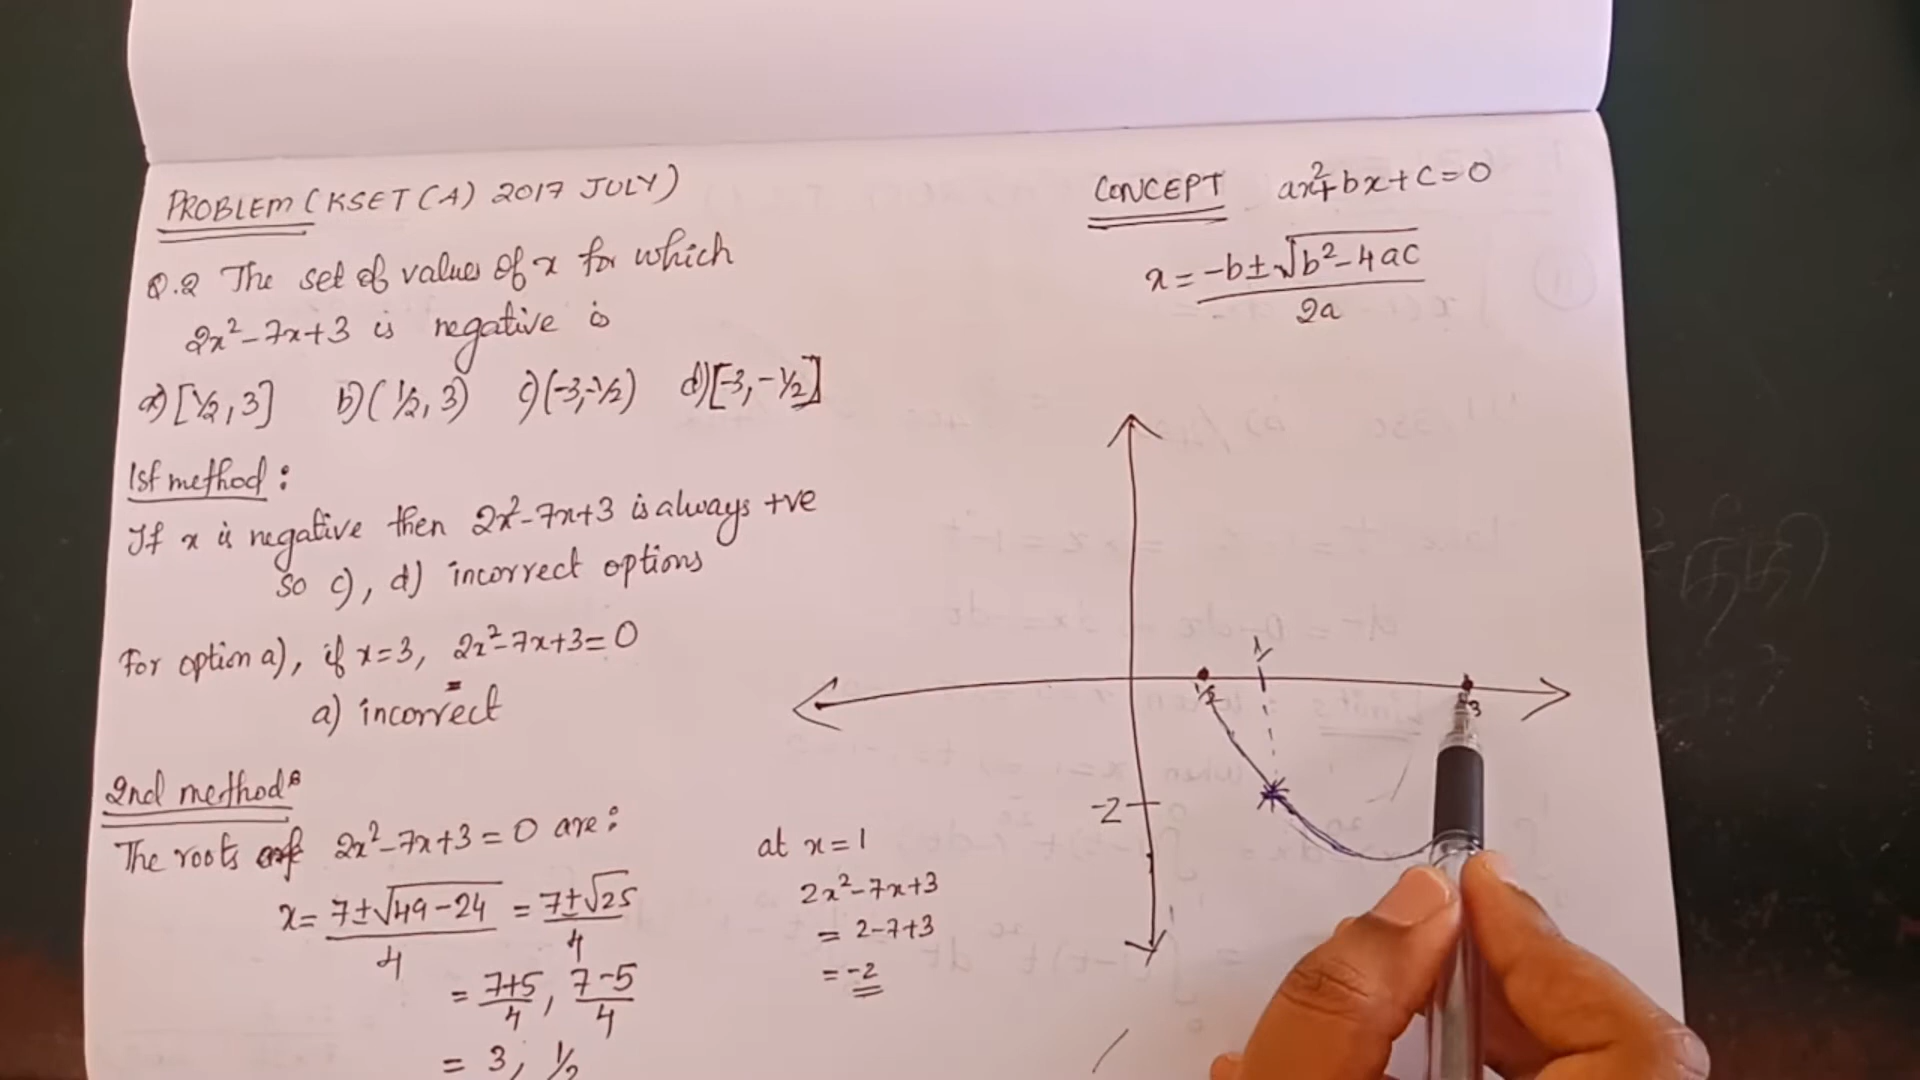 PROBLEM (KSET (A) 2017 JULY)
Q.2 The set of values of x for which
2x² - 7x + 3 is negative is
a) [1/2, 3] b) (1/2, 3) c) (-3, -1/2) d) [-3, -1/2]
1st method:
If x is negative then 2x² - 7x + 3 is always +ve
so c), d) incorrect options
For option a), if x = 3, 2x² - 7x + 3 = 0
a) incorrect
2nd method:
The roots of 2x² - 7x + 3 = 0 are:
x = 7 ± √49 - 24 / 4 = 7 ± √25 / 4
= 7+5 / 4, 7-5 / 4
= 3, 1/2
at x = 1
2x² - 7x + 3
= 2 - 7 + 3
= -2
CONCEPT ax² + bx + c = 0
x = -b ± √b² - 4ac / 2a
1
1/2
3
-2